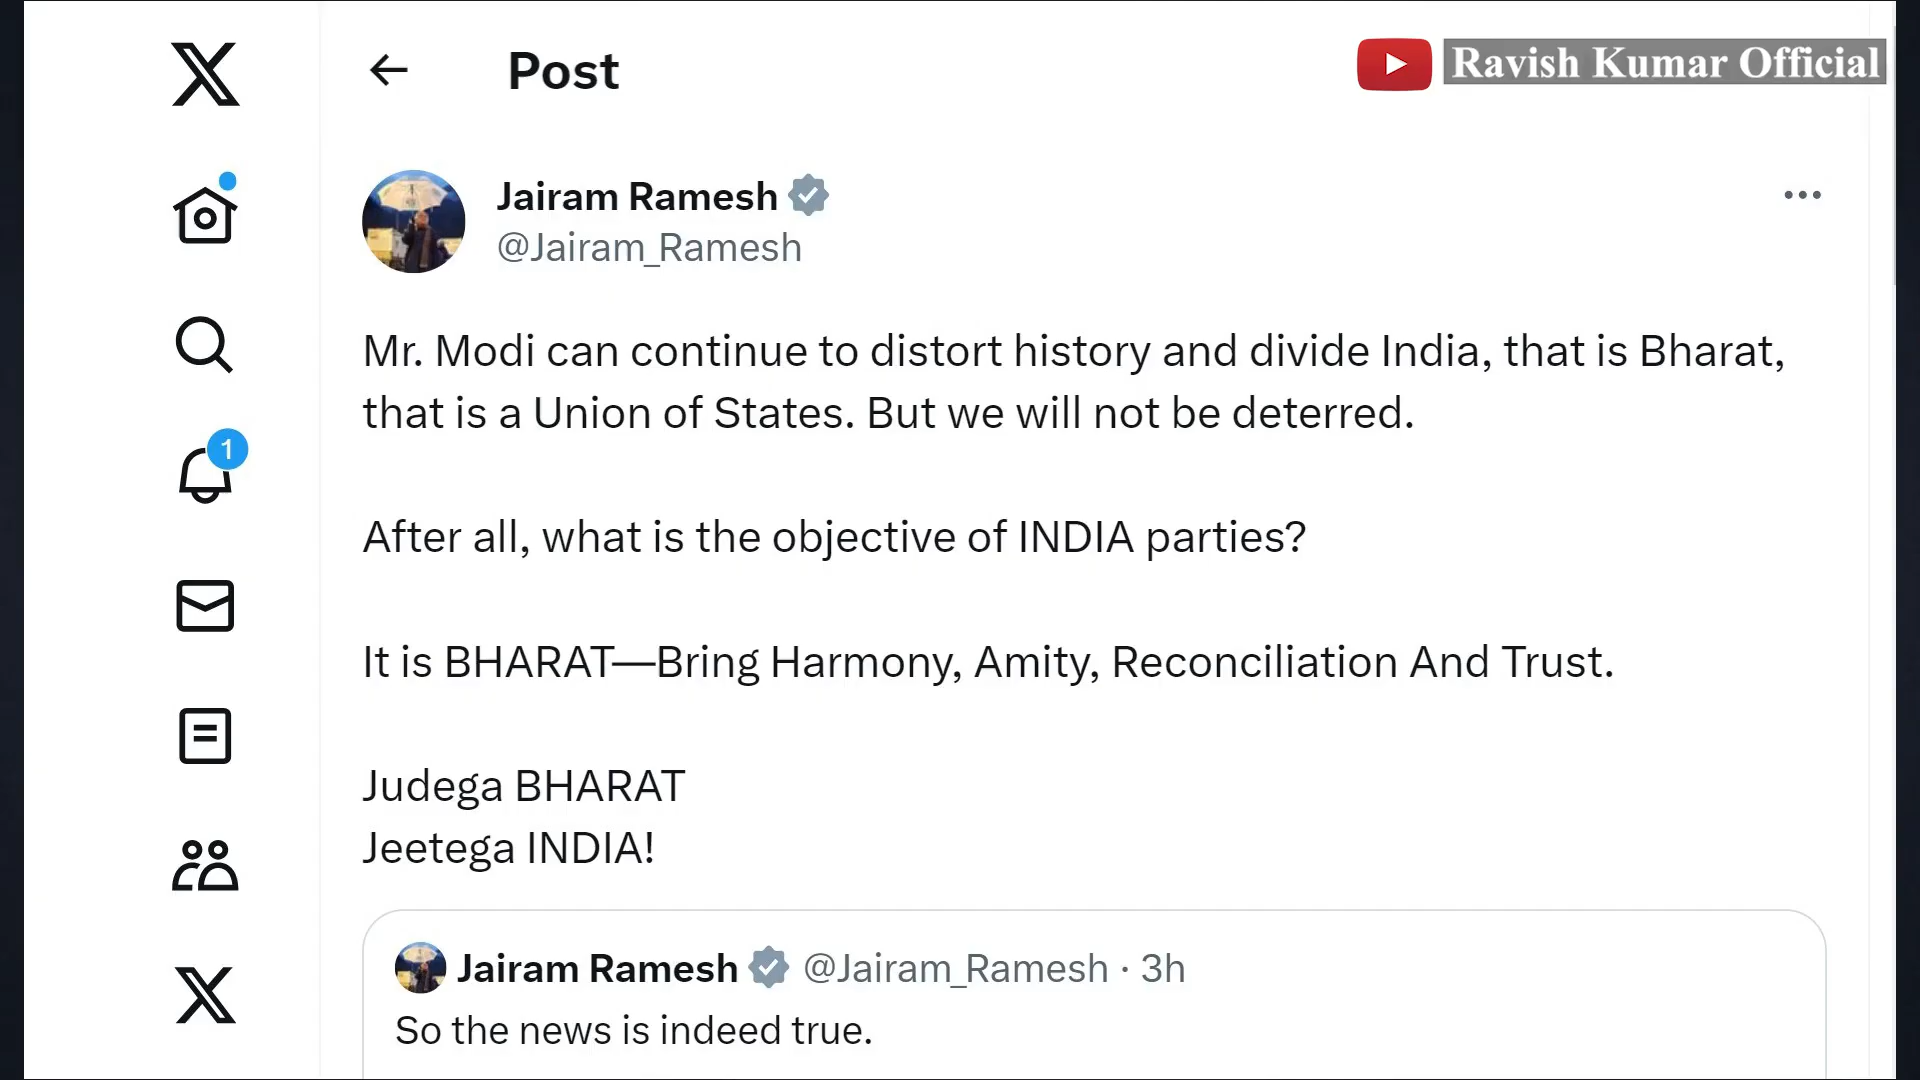 Post
Ravish Kumar Official
Jairam Ramesh
@Jairam_Ramesh
Mr. Modi can continue to distort history and divide India, that is Bharat,
that is a Union of States. But we will not be deterred.
After all, what is the objective of INDIA parties?
It is BHARAT—Bring Harmony, Amity, Reconciliation And Trust.
Judega BHARAT
Jeetega INDIA!
1
Jairam Ramesh @Jairam_Ramesh · 3h
So the news is indeed true.